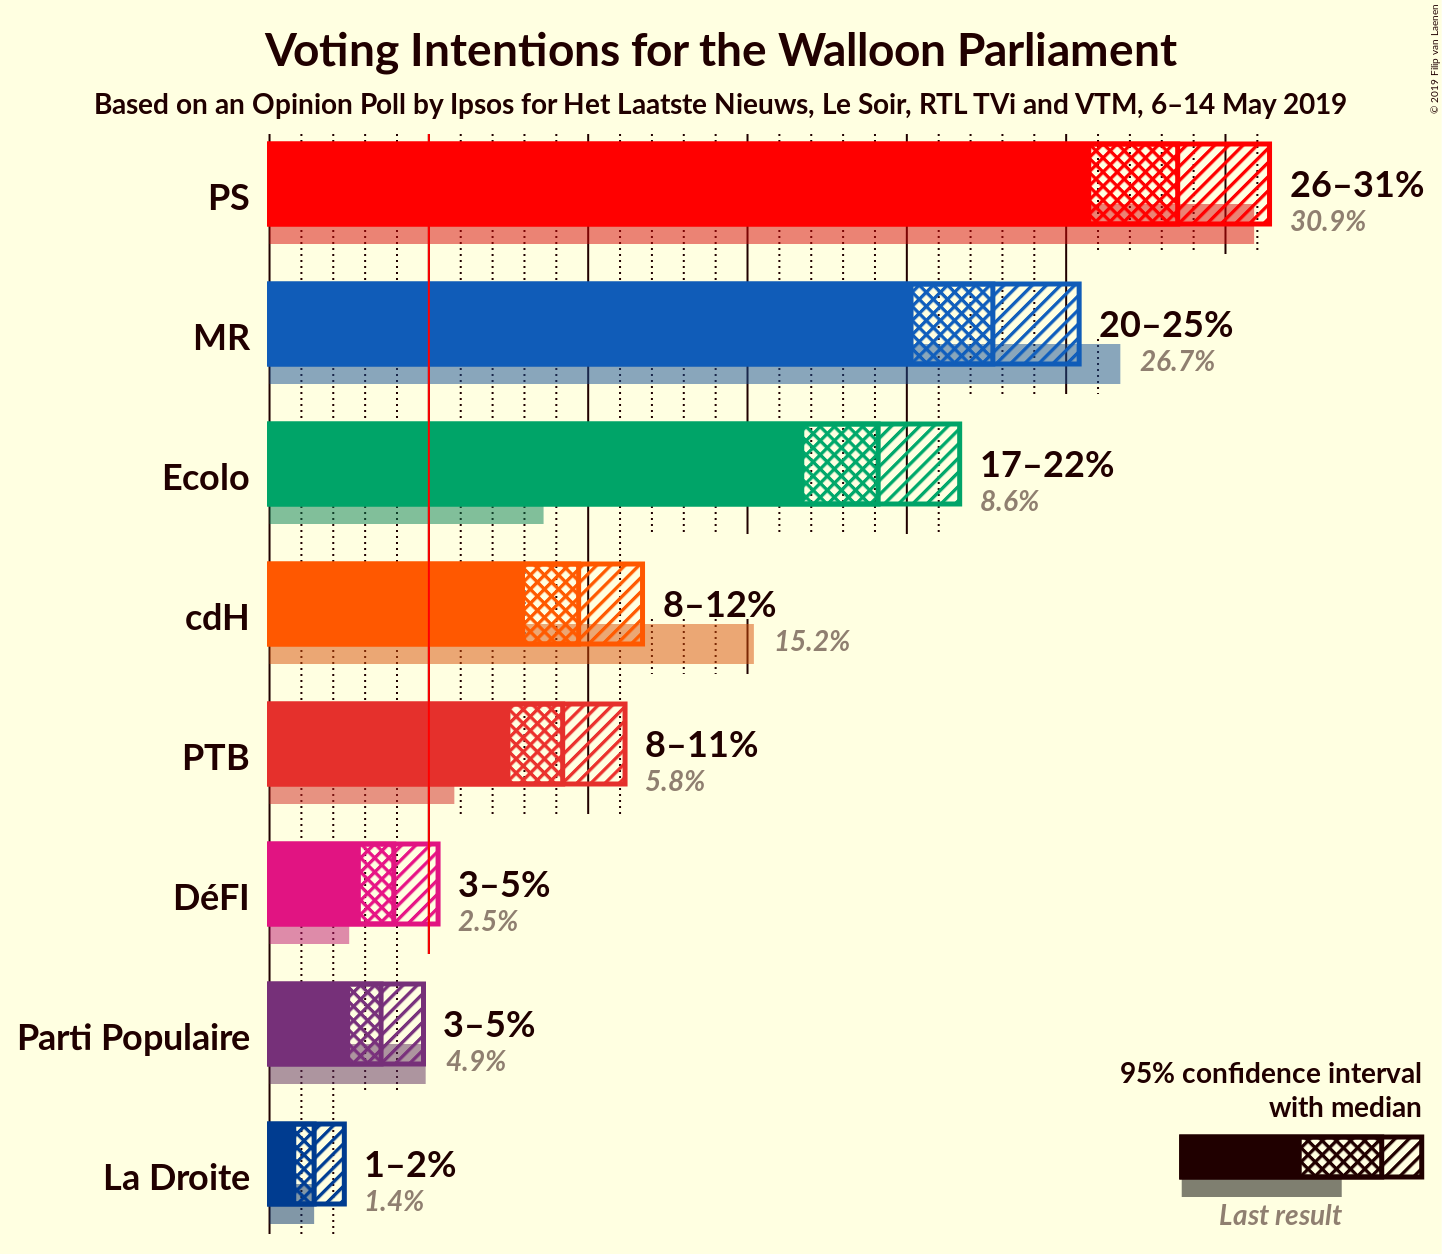 Voting Intentions for the Walloon Parliament
Based on an Opinion Poll by Ipsos for Het Laatste Nieuws, Le Soir, RTL TVi and VTM, 6–14 May 2019
© 2019 Filip van Laenen
PS
26–31%
30.9%
MR
20–25%
26.7%
Ecolo
17–22%
8.6%
cdH
8–12%
15.2%
PTB
8–11%
5.8%
DéFI
3–5%
2.5%
Parti Populaire
3–5%
4.9%
La Droite
1–2%
1.4%
95% confidence interval
with median
Last result